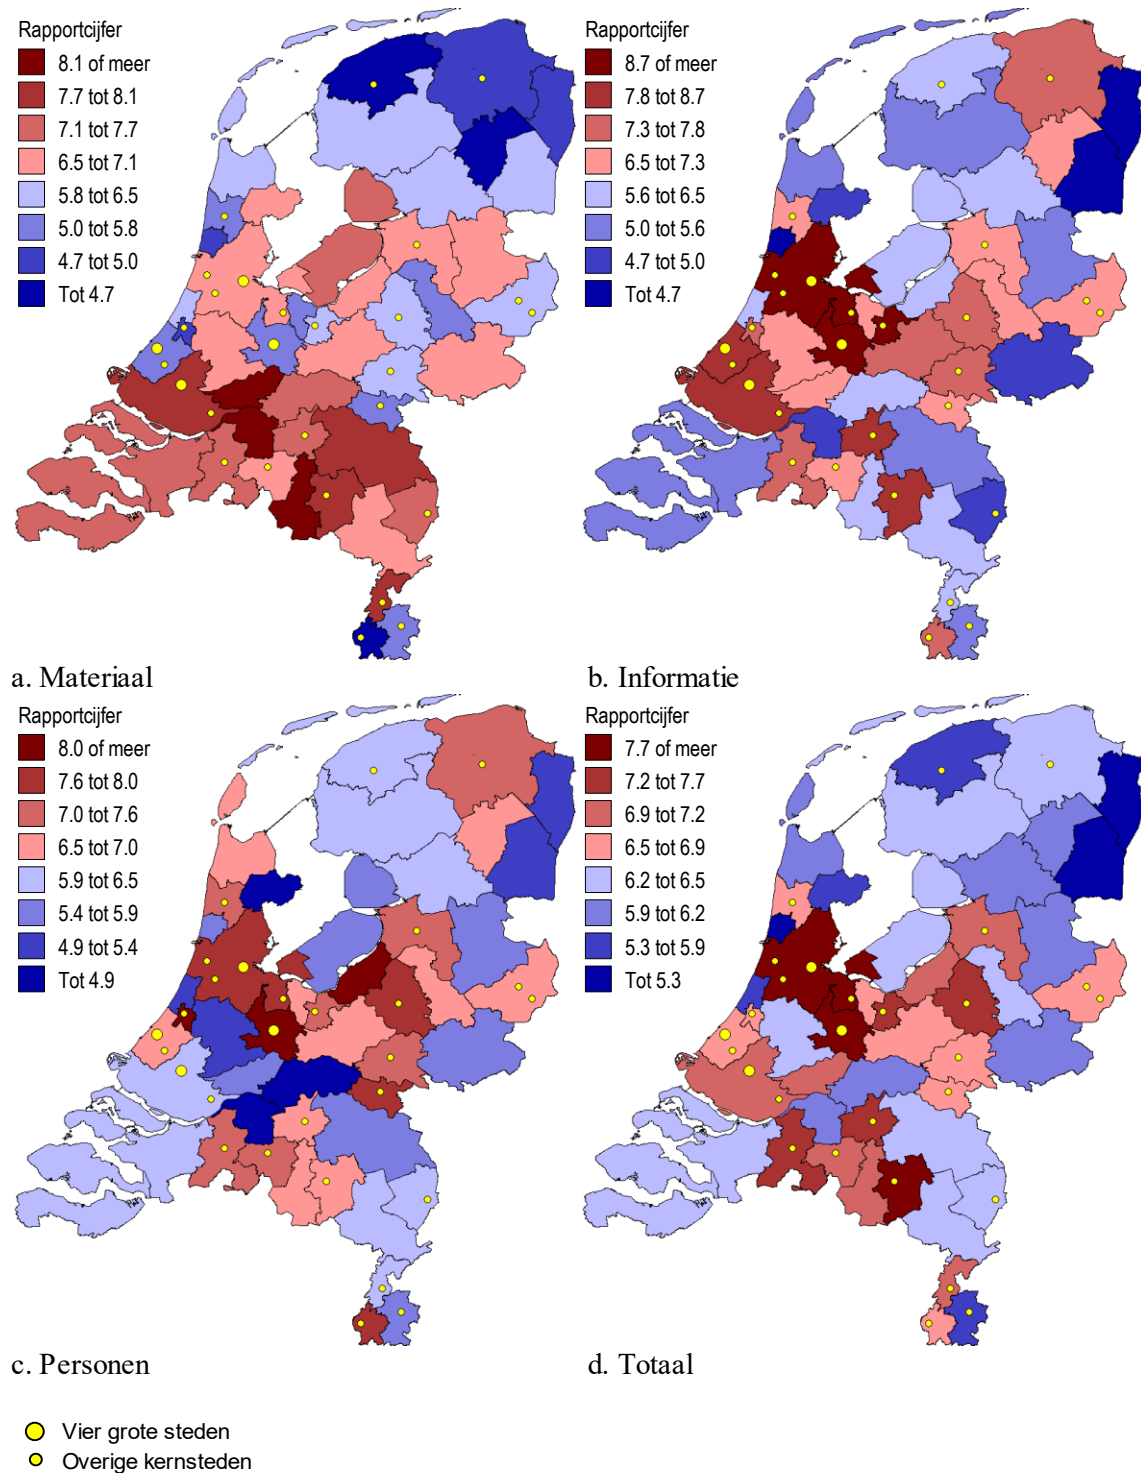 Rapportcijfer
8.1 of meer
7.7 tot 8.1
7.1 tot 7.7
6.5 tot 7.1
5.8 tot 6.5
5.0 tot 5.8
4.7 tot 5.0
Tot 4.7
a. Materiaal
Rapportcijfer
8.7 of meer
7.8 tot 8.7
7.3 tot 7.8
6.5 tot 7.3
5.6 tot 6.5
5.0 tot 5.6
4.7 tot 5.0
Tot 4.7
b. Informatie
Rapportcijfer
8.0 of meer
7.6 tot 8.0
7.0 tot 7.6
6.5 tot 7.0
5.9 tot 6.5
5.4 tot 5.9
4.9 tot 5.4
Tot 4.9
c. Personen
Rapportcijfer
7.7 of meer
7.2 tot 7.7
6.9 tot 7.2
6.5 tot 6.9
6.2 tot 6.5
5.9 tot 6.2
5.3 tot 5.9
Tot 5.3
d. Totaal
Vier grote steden
Overige kernsteden